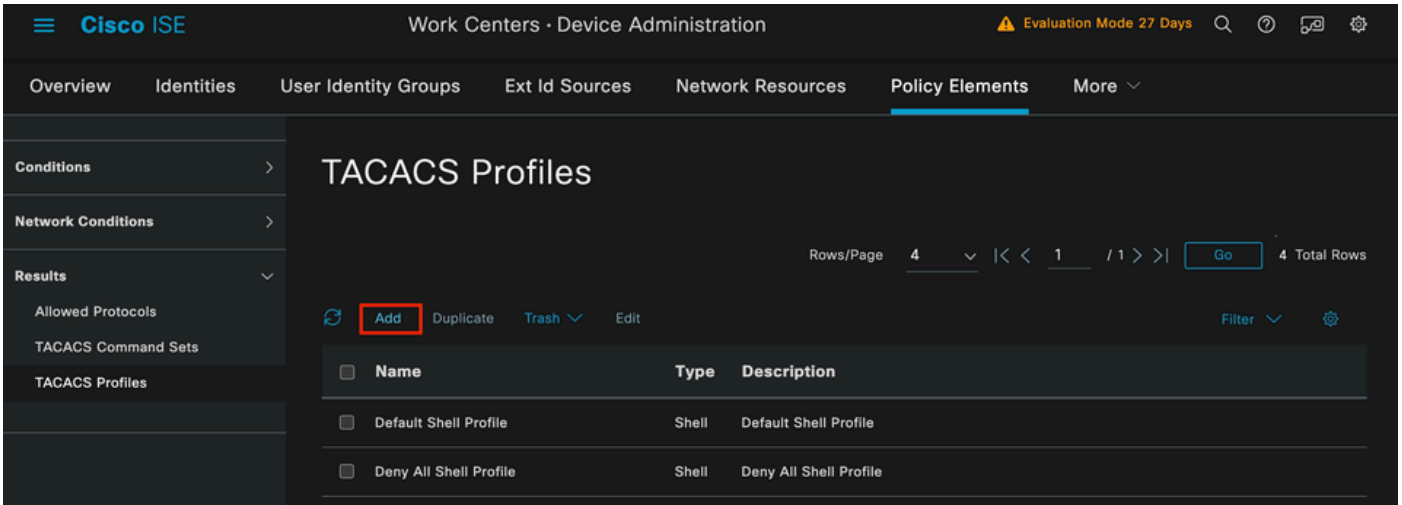 Cisco ISE Work Centers · Device Administration Evaluation Mode 27 Days
Overview Identities User Identity Groups Ext Id Sources Network Resources Policy Elements More
Conditions
Network Conditions
Results
Allowed Protocols
TACACS Command Sets
TACACS Profiles
TACACS Profiles
Rows/Page 4 1 / 1 Go 4 Total Rows
Add Duplicate Trash Edit Filter
Name Type Description
Default Shell Profile Shell Default Shell Profile
Deny All Shell Profile Shell Deny All Shell Profile